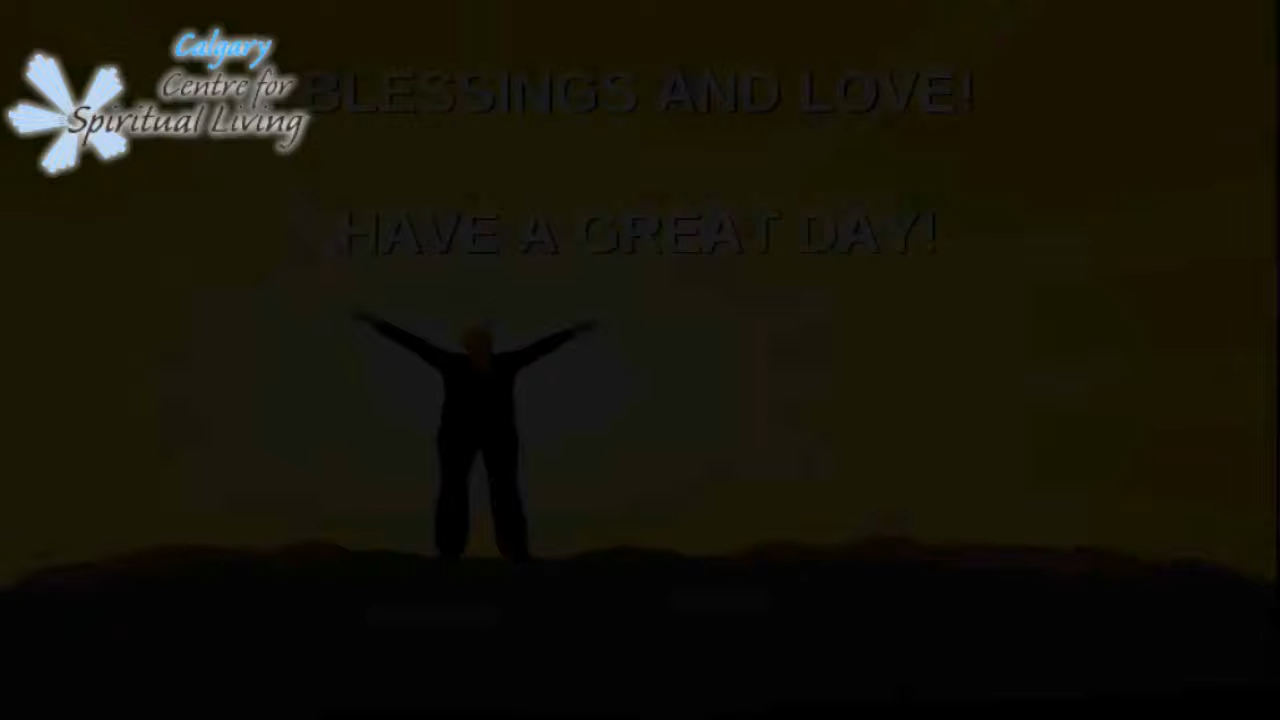 Calgary
Centre for
Spiritual Living
BLESSINGS AND LOVE!
HAVE A GREAT DAY!